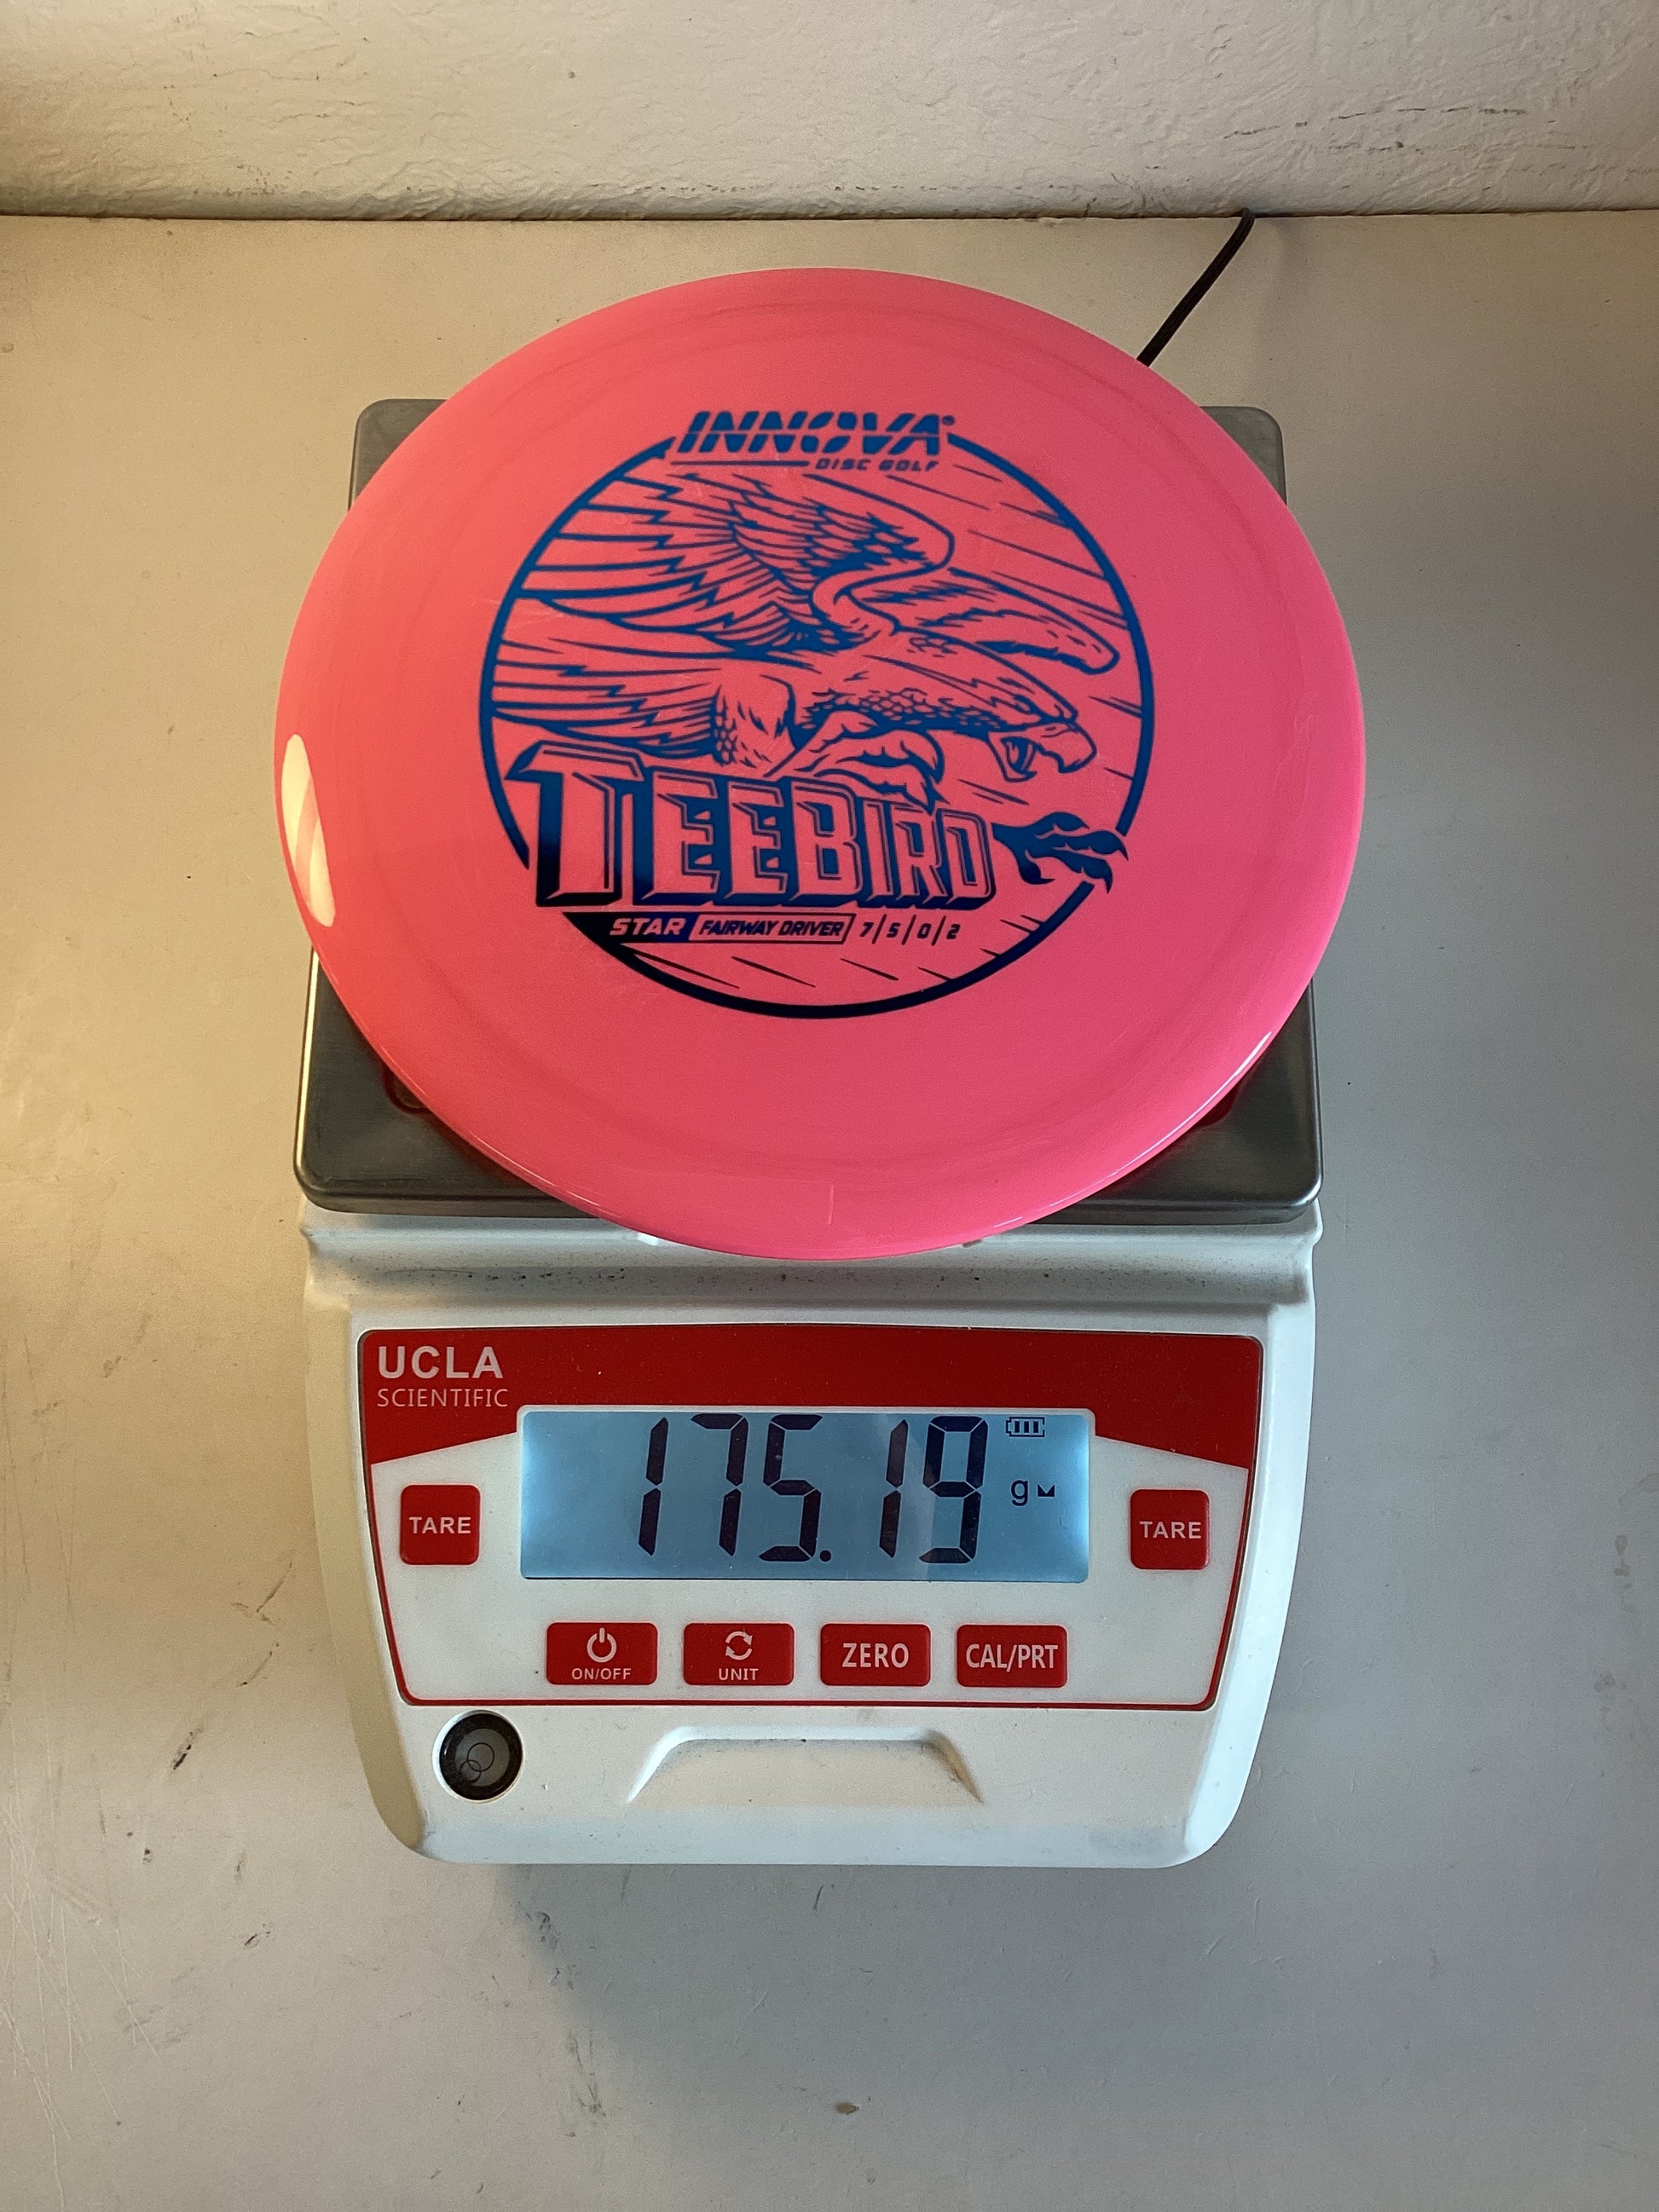 INNOVA®
DISC GOLF
TEEBIRD
STAR FAIRWAY DRIVER 7/5/0/2
UCLA
SCIENTIFIC
175.19 g
TARE
TARE
ON/OFF
UNIT
ZERO
CAL/PRT